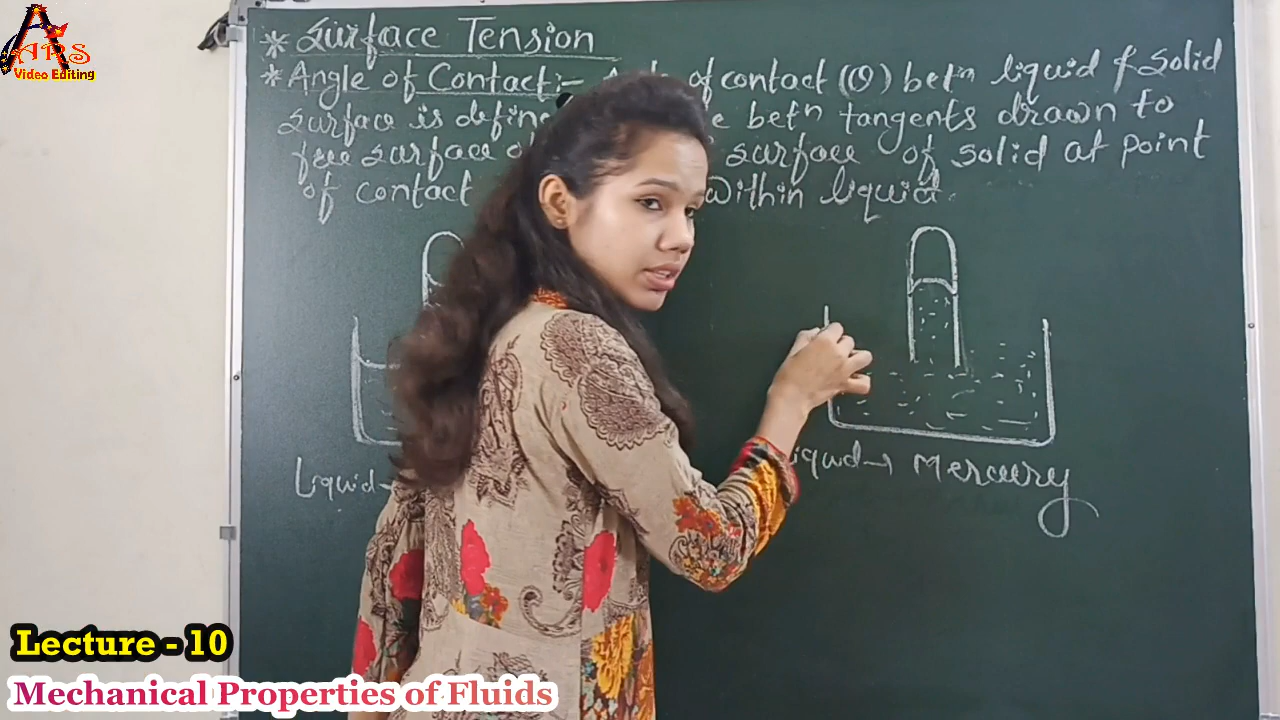 ARS
Video Editing
* Surface Tension
* Angle of Contact:- of contact (θ) betn liquid & Solid
surface is define betn tangents drawn to
free surface of surface of solid at point
of contact within liquid.
Liquid→
Liquid→ Mercury
Lecture - 10
Mechanical Properties of Fluids